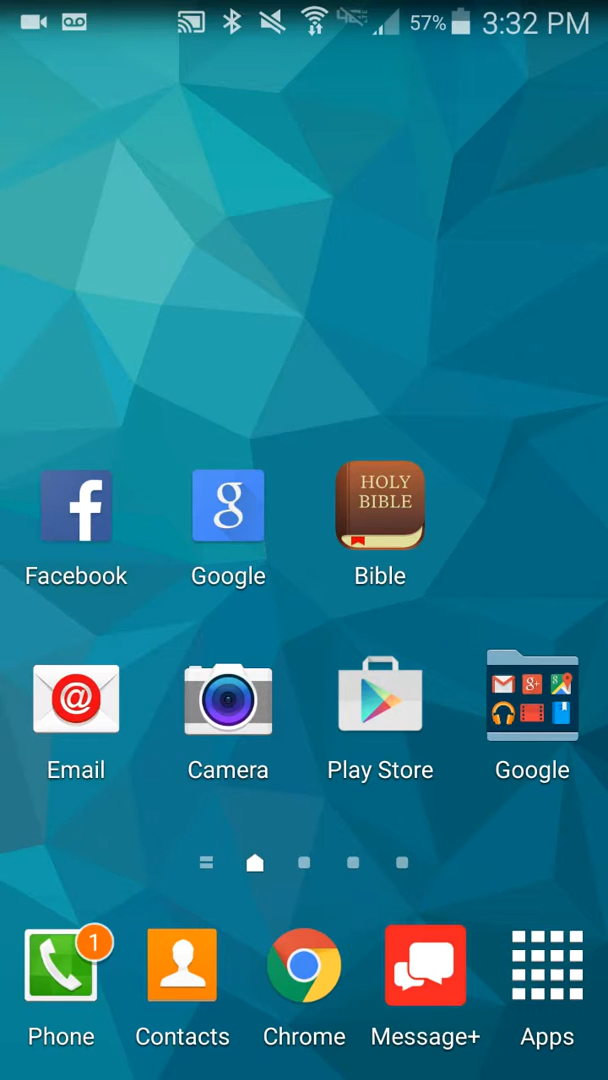 57% 3:32 PM
HOLY
BIBLE
Facebook Google Bible
Email Camera Play Store Google
1
Phone Contacts Chrome Message+ Apps